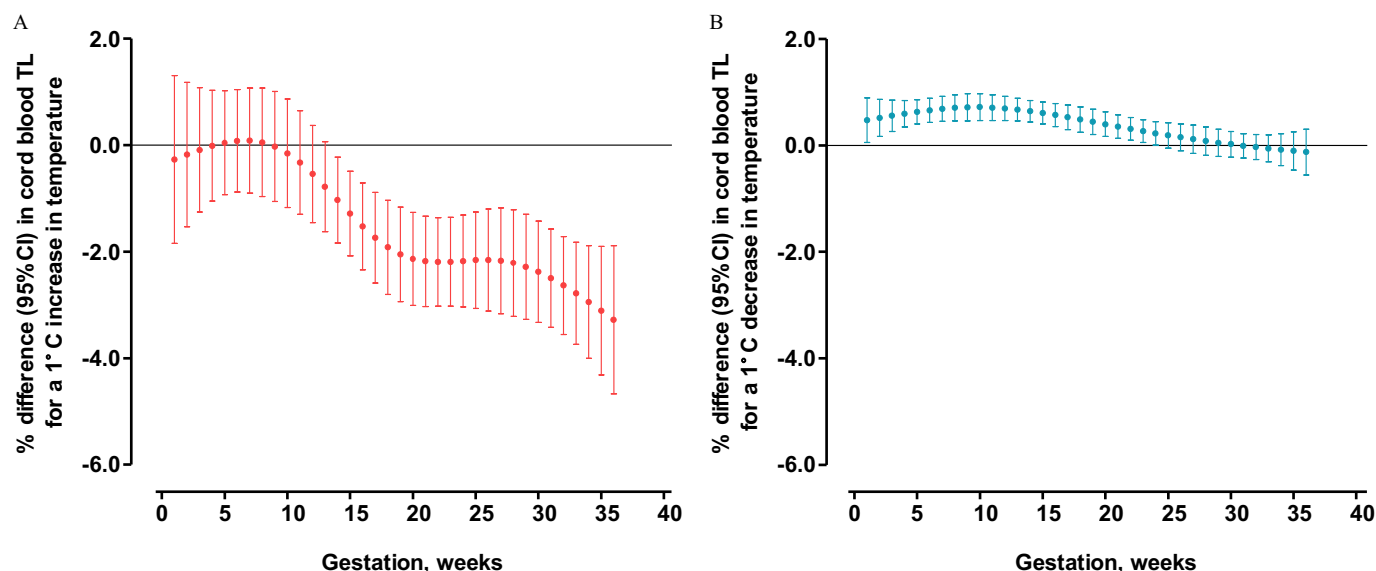 A
% difference (95%CI) in cord blood TL
for a 1° C increase in temperature
2.0
0.0
-2.0
-4.0
-6.0
0 5 10 15 20 25 30 35 40
Gestation, weeks
B
% difference (95%CI) in cord blood TL
for a 1° C decrease in temperature
2.0
0.0
-2.0
-4.0
-6.0
0 5 10 15 20 25 30 35 40
Gestation, weeks